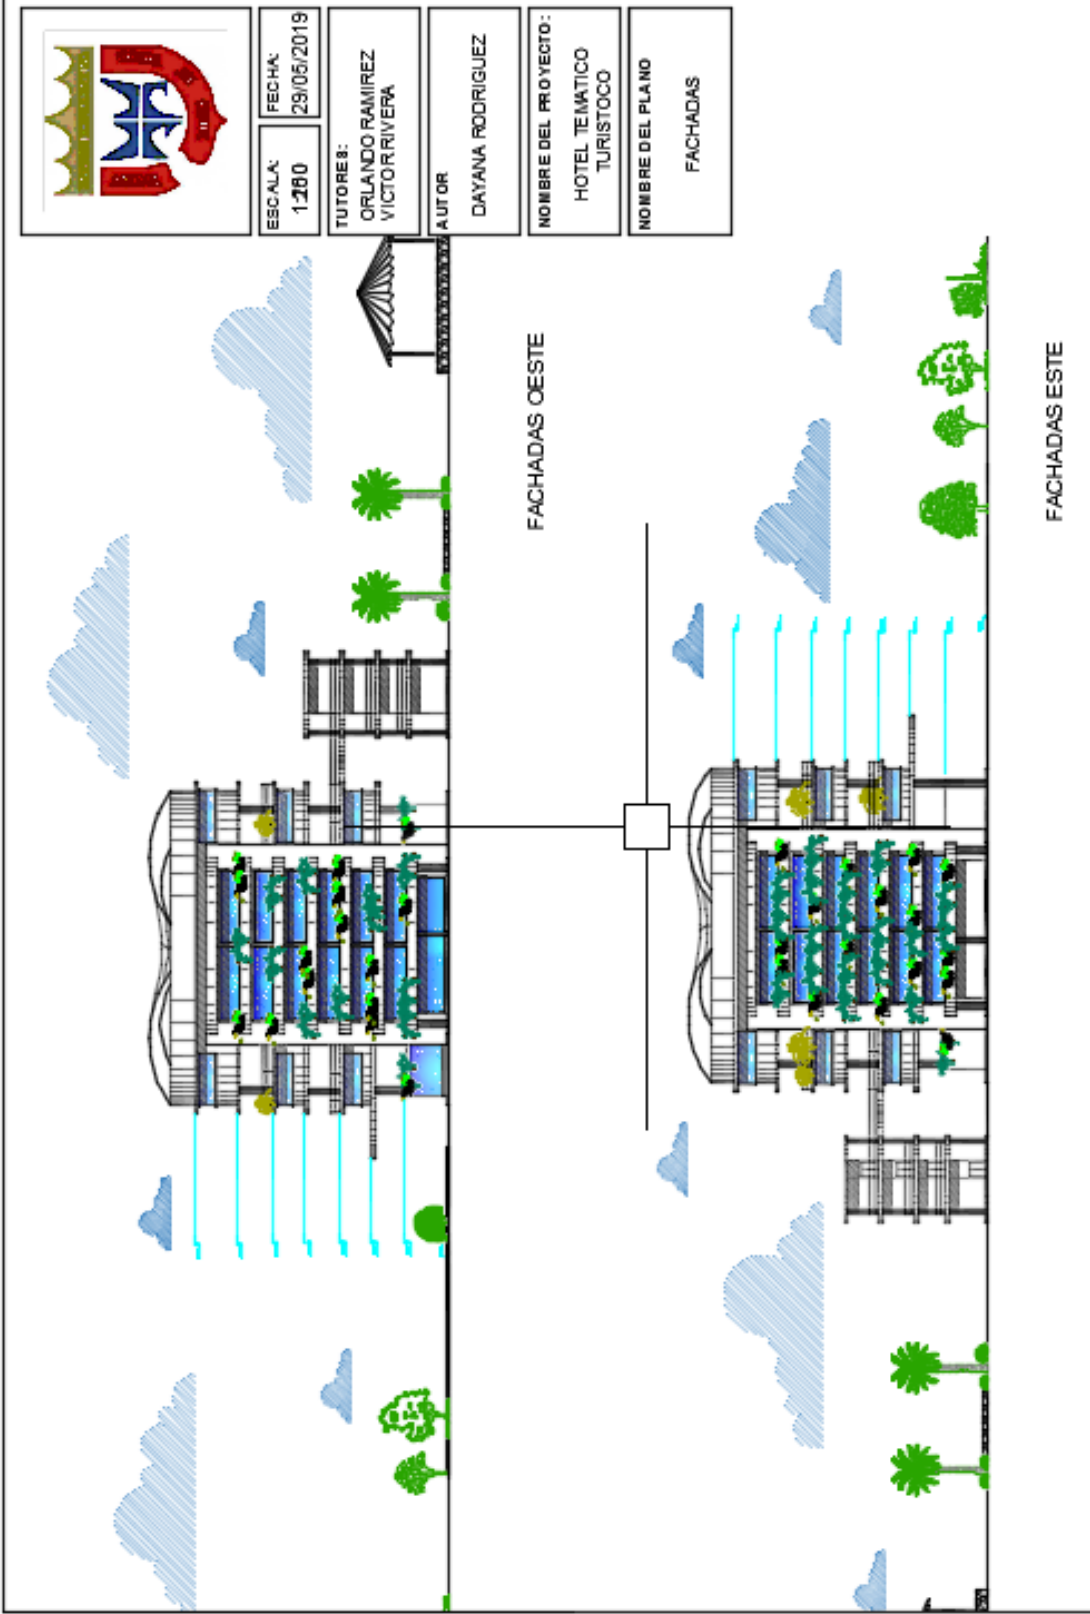 ESCALA:
FECHA:
29/05/2019
TUTORES:
ORLANDO RAMIREZ
VICTOR RIVERA
AUTOR
DAYANA RODRIGUEZ
NOMBRE DEL PROYECTO:
HOTEL TEMATICO
TURISTOCO
NOMBRE DEL PLANO
FACHADAS
FACHADAS OESTE
FACHADAS ESTE